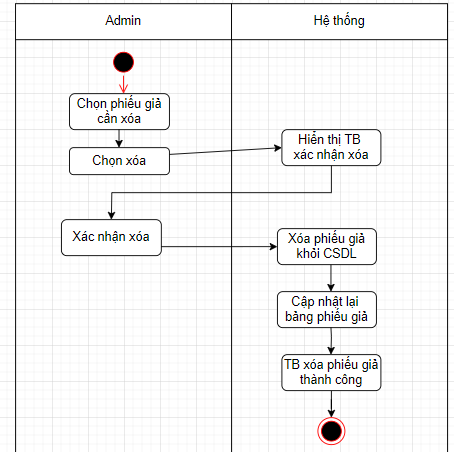 Admin
Hệ thống
Chọn phiếu giả
cần xóa
Chọn xóa
Hiển thị TB
xác nhận xóa
Xác nhận xóa
Xóa phiếu giả
khỏi CSDL
Cập nhật lại
bảng phiếu giả
TB xóa phiếu giả
thành công